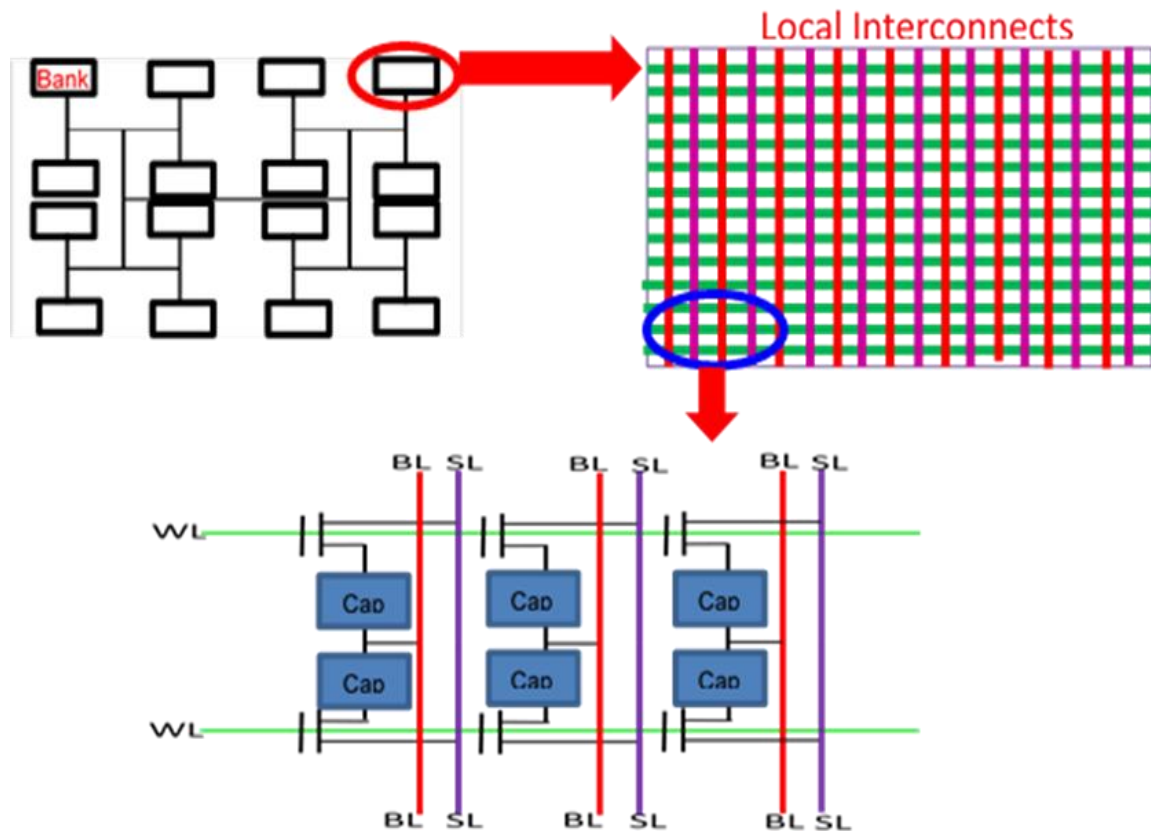 Local Interconnects
Bank
BL SL BL SL BL SL
WL
Cap Cap Cap
Cap Cap Cap
WL
BL SL BL SL BL SL